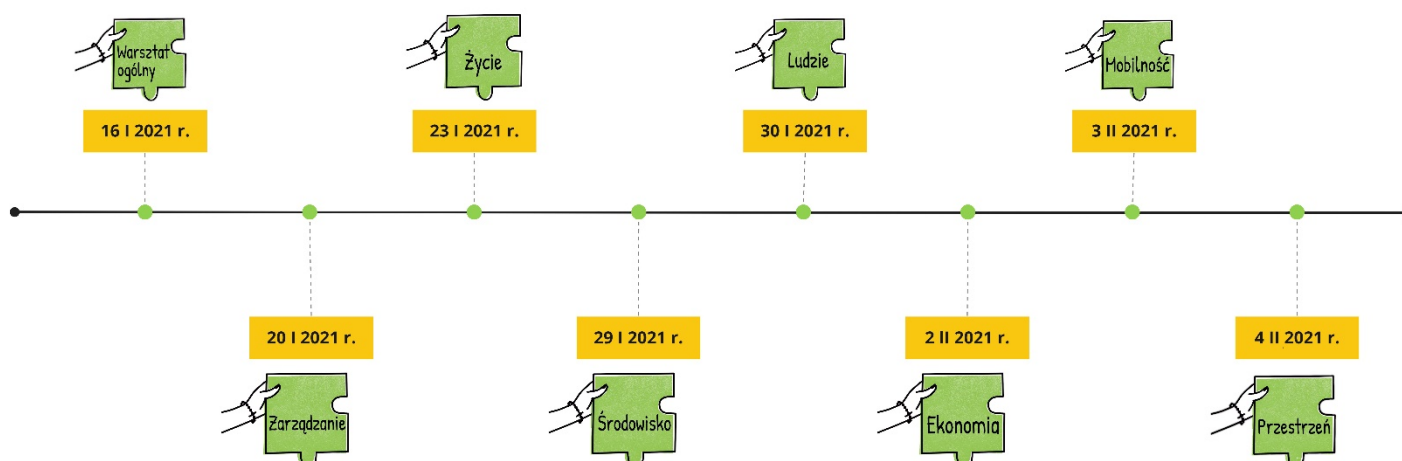 Warsztat
ogólny
16 I 2021 r.
Życie
23 I 2021 r.
Ludzie
30 I 2021 r.
Mobilność
3 II 2021 r.
20 I 2021 r.
Zarządzanie
29 I 2021 r.
Środowisko
2 II 2021 r.
Ekonomia
4 II 2021 r.
Przestrzeń